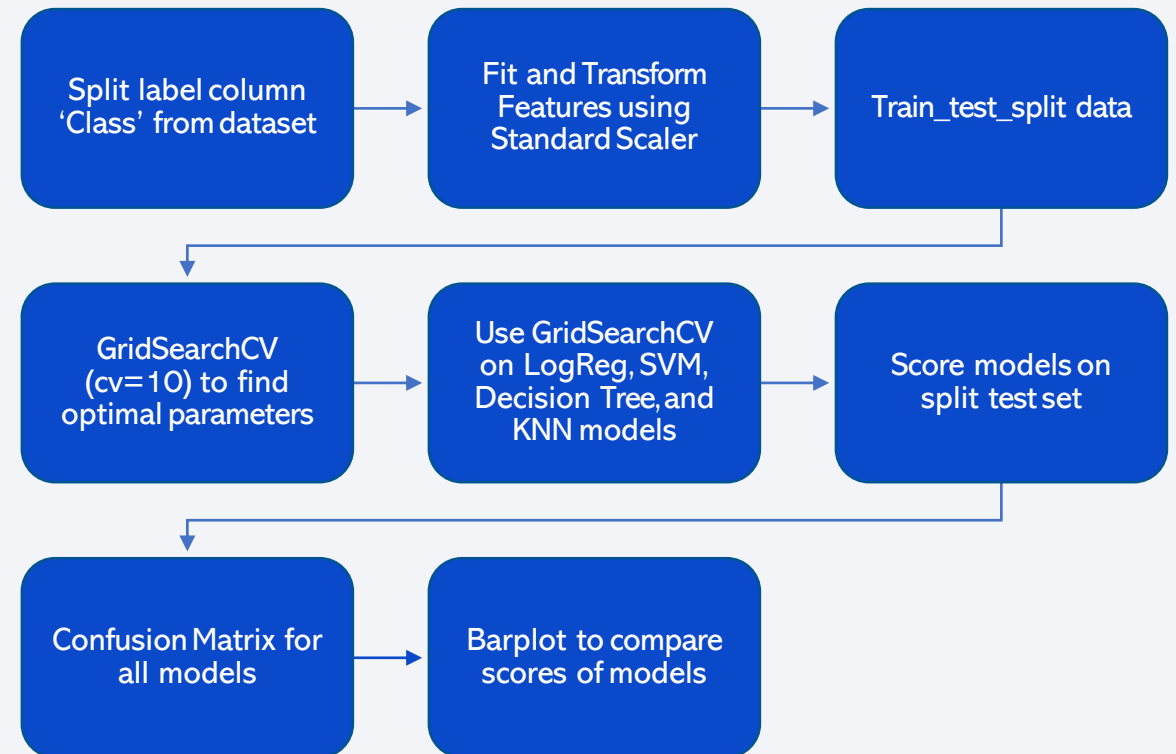 Split label column
‘Class’ from dataset
Fit and Transform
Features using
Standard Scaler
Train_test_split data
GridSearchCV
(cv=10) to find
optimal parameters
Use GridSearchCV
on LogReg, SVM,
Decision Tree, and
KNN models
Score models on
split test set
Confusion Matrix for
all models
Barplot to compare
scores of models